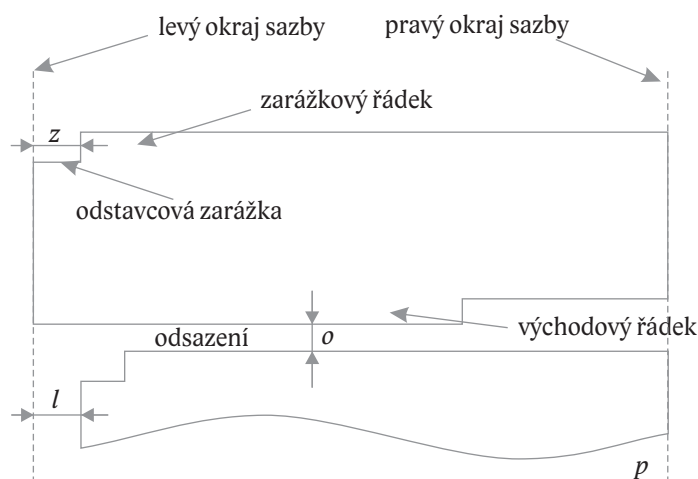 levý okraj sazby
pravý okraj sazby
zarážkový řádek
z
odstavcová zarážka
východový řádek
odsazení
o
l
p